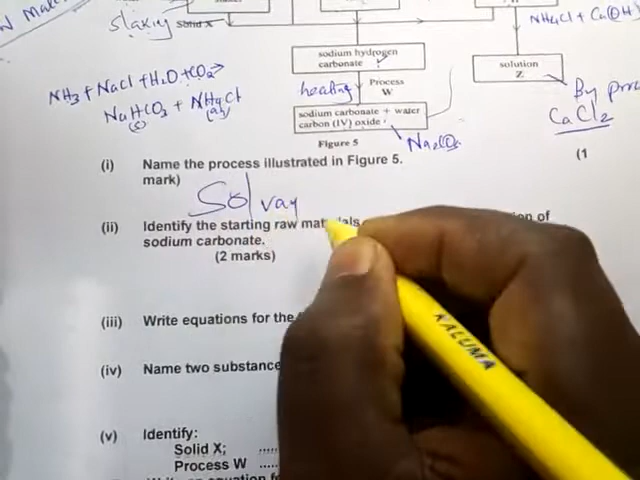 slaking Solid X
NH4Cl + Ca(OH)
NH3 + NaCl + H2O + CO2 →
NaHCO3 + NH4Cl
(s) (aq)
sodium hydrogen
carbonate
heating Process
W
sodium carbonate + water
carbon (IV) oxide
Na2CO3
Figure 5
solution
Z
By
CaCl2
(i) Name the process illustrated in Figure 5. (1
mark)
Solvay
(ii) Identify the starting raw materials of
sodium carbonate.
(2 marks)
(iii) Write equations for the
(iv) Name two substance
(v) Identify:
Solid X; .....
Process W ....
KALUMA